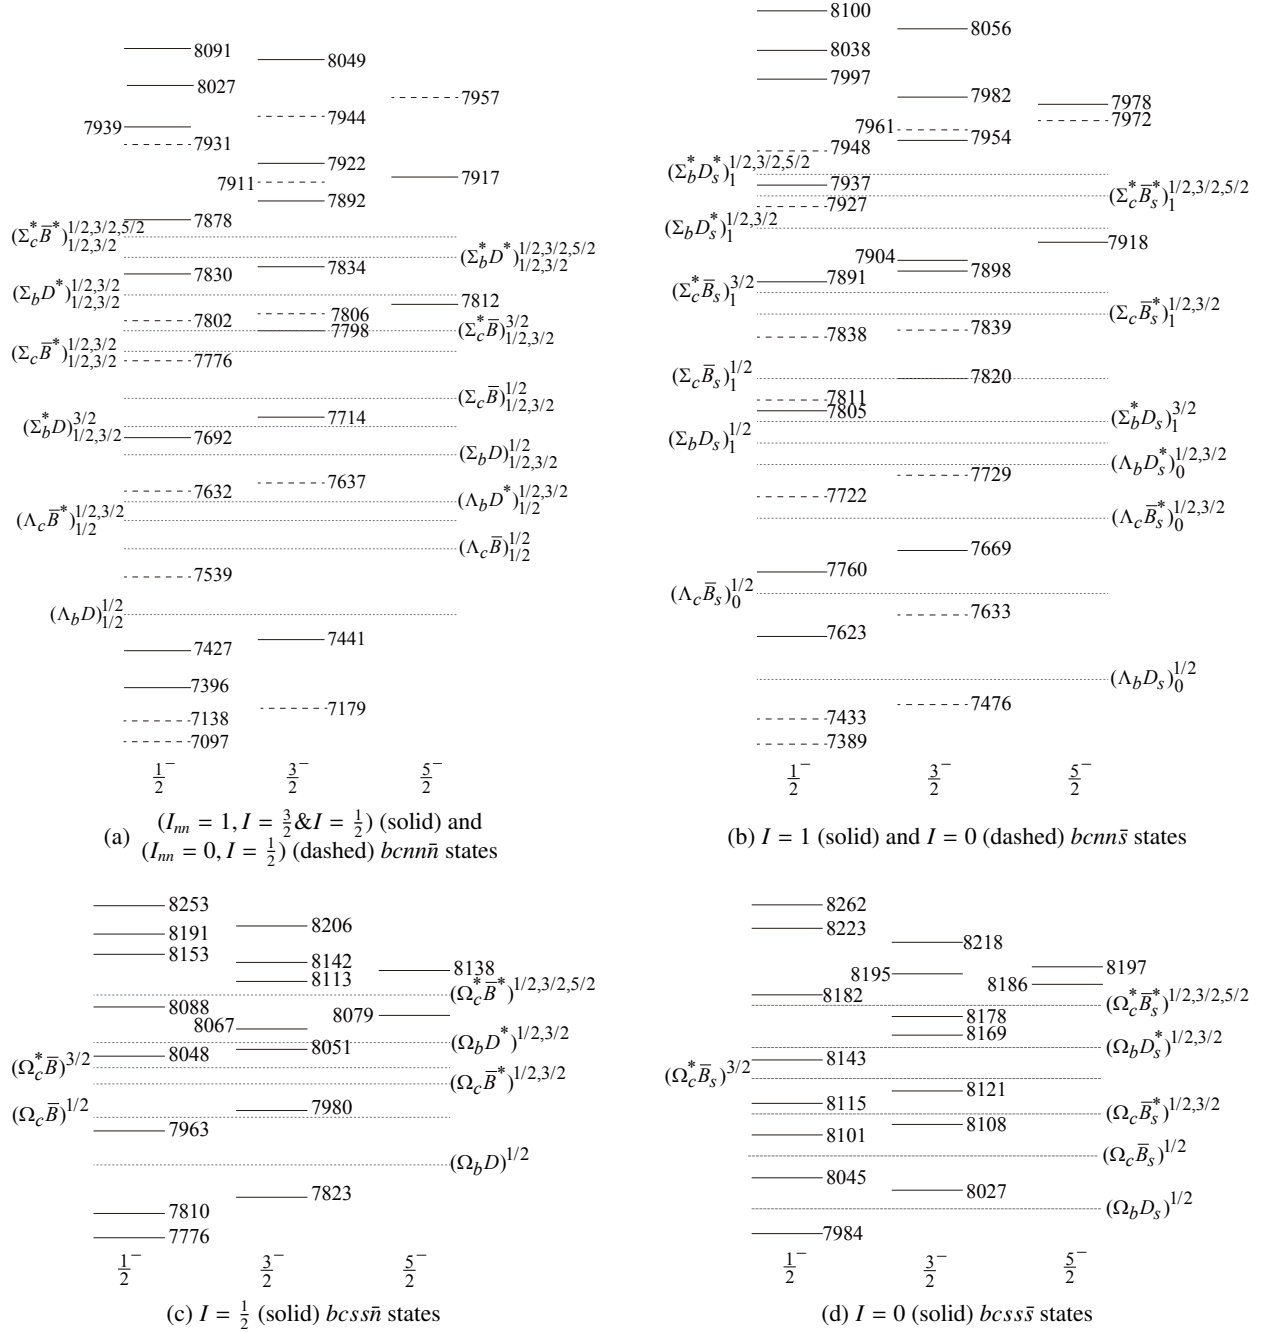 8091
8049
8027
7957
7944
7939
7931
7922
7917
7911
7892
7878
(Σ_c^* B̄^*)_{1/2,3/2}^{1/2,3/2,5/2}
(Σ_b^* D^*)_{1/2,3/2}^{1/2,3/2,5/2}
7834
7830
(Σ_b D^*)_{1/2,3/2}^{1/2,3/2}
7812
7806
7802
7798
(Σ_c^* B̄)_{1/2,3/2}^{3/2}
(Σ_c B̄^*)_{1/2,3/2}^{1/2,3/2}
7776
(Σ_c B̄)_{1/2,3/2}^{1/2}
7714
(Σ_b^* D)_{1/2,3/2}^{3/2}
7692
(Σ_b D)_{1/2,3/2}^{1/2}
7637
7632
(Λ_b D^*)_{1/2}^{1/2,3/2}
(Λ_c B̄^*)_{1/2}^{1/2,3/2}
(Λ_c B̄)_{1/2}^{1/2}
7539
(Λ_b D)_{1/2}^{1/2}
7441
7427
7396
7179
7138
7097
1/2^- 3/2^- 5/2^-
(a) (I_{nn} = 1, I = 3/2 & I = 1/2) (solid) and
(I_{nn} = 0, I = 1/2) (dashed) bcnnn̄ states
8100
8056
8038
7997
7982
7978
7972
7961
7954
7948
(Σ_b^* D_s^*)_1^{1/2,3/2,5/2}
7937
(Σ_c^* B̄_s^*)_1^{1/2,3/2,5/2}
7927
(Σ_b D_s^*)_1^{1/2,3/2}
7918
7904
7898
7891
(Σ_c^* B̄_s)_1^{3/2}
(Σ_c B̄_s^*)_1^{1/2,3/2}
7839
7838
(Σ_c B̄_s)_1^{1/2}
7820
7811
7805
(Σ_b^* D_s)_1^{3/2}
(Σ_b D_s)_1^{1/2}
(Λ_b D_s^*)_0^{1/2,3/2}
7729
7722
(Λ_c B̄_s^*)_0^{1/2,3/2}
7669
7760
(Λ_c B̄_s)_0^{1/2}
7633
7623
(Λ_b D_s)_0^{1/2}
7476
7433
7389
1/2^- 3/2^- 5/2^-
(b) I = 1 (solid) and I = 0 (dashed) bcnns̄ states
8253
8206
8191
8153
8142
8138
8113
(Ω_c^* B̄^*)^{1/2,3/2,5/2}
8088
8079
8067
(Ω_b D^*)^{1/2,3/2}
8051
8048
(Ω_c^* B̄)^{3/2}
(Ω_c B̄^*)^{1/2,3/2}
7980
(Ω_c B̄)^{1/2}
7963
(Ω_b D)^{1/2}
7823
7810
7776
1/2^- 3/2^- 5/2^-
(c) I = 1/2 (solid) bcssn̄ states
8262
8223
8218
8197
8195
8186
8182
(Ω_c^* B̄_s^*)^{1/2,3/2,5/2}
8178
8169
(Ω_b D_s^*)^{1/2,3/2}
8143
(Ω_c^* B̄_s)^{3/2}
8121
8115
(Ω_c B̄_s^*)^{1/2,3/2}
8108
8101
(Ω_c B̄_s)^{1/2}
8045
8027
(Ω_b D_s)^{1/2}
7984
1/2^- 3/2^- 5/2^-
(d) I = 0 (solid) bcsss̄ states